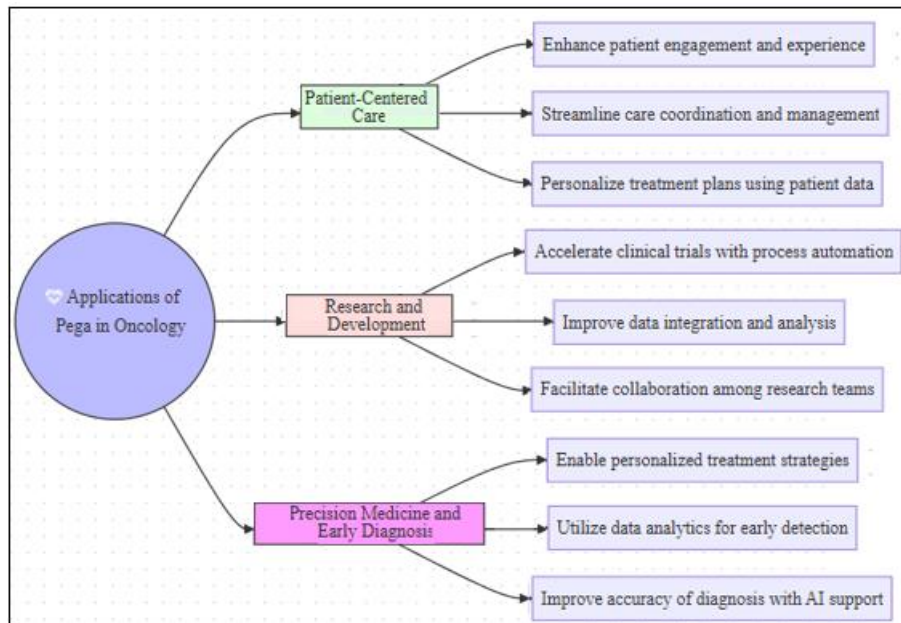 Applications of
Pega in Oncology
Patient-Centered
Care
Enhance patient engagement and experience
Streamline care coordination and management
Personalize treatment plans using patient data
Research and
Development
Accelerate clinical trials with process automation
Improve data integration and analysis
Facilitate collaboration among research teams
Precision Medicine and
Early Diagnosis
Enable personalized treatment strategies
Utilize data analytics for early detection
Improve accuracy of diagnosis with AI support